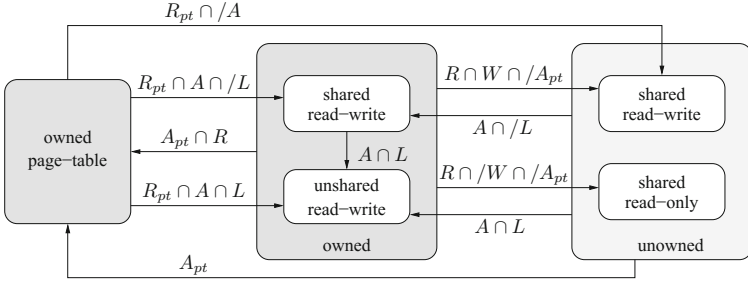 R_pt ∩ /A
R_pt ∩ A ∩ /L
shared
read−write
R ∩ W ∩ /A_pt
shared
read−write
owned
page−table
A_pt ∩ R
A ∩ L
A ∩ /L
R_pt ∩ A ∩ L
unshared
read−write
R ∩ /W ∩ /A_pt
shared
read−only
A ∩ L
owned
unowned
A_pt